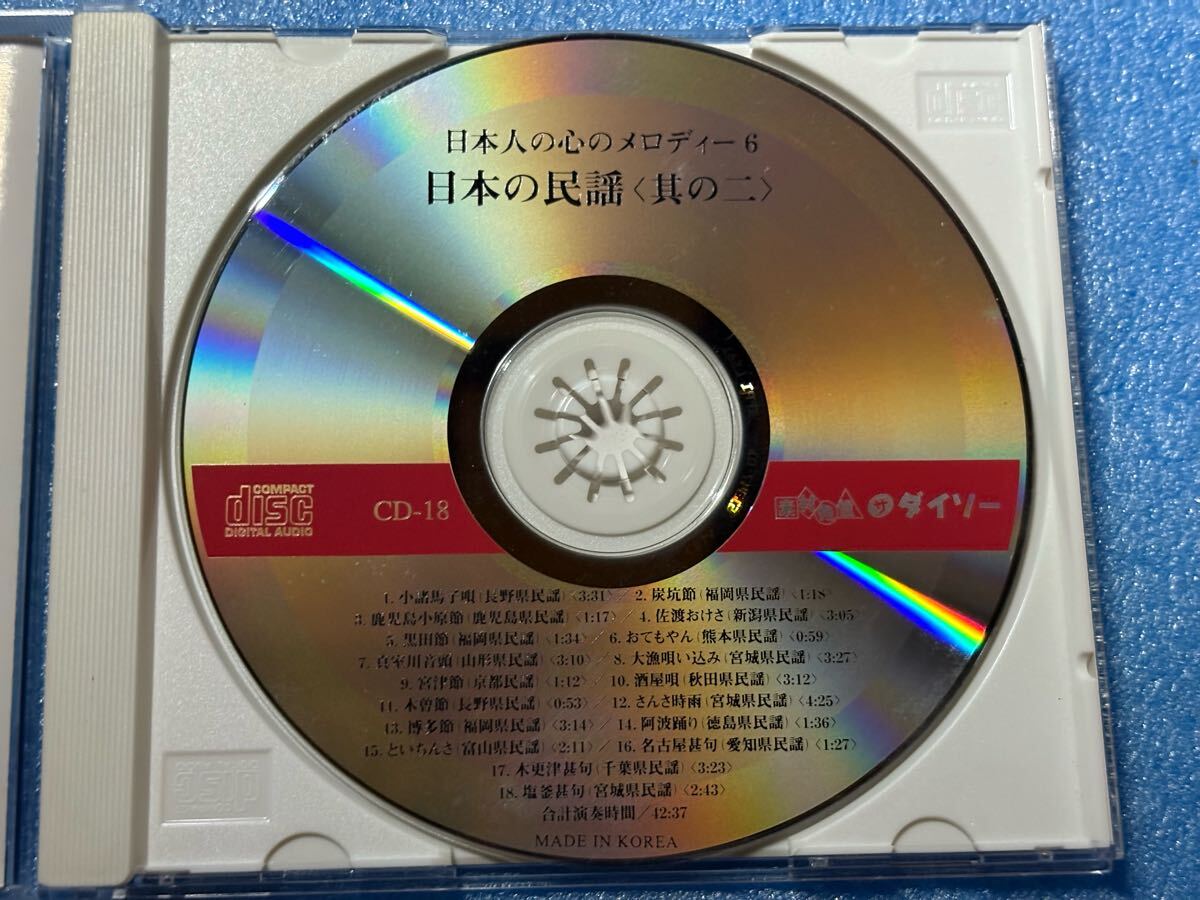 日本人の心のメロディー6
日本の民謡〈其の二〉
COMPACT
disc
DIGITAL AUDIO
CD-18
ダイソー
1. 小諸馬子唄(長野県民謡)〈3:31〉/ 2. 炭坑節(福岡県民謡)〈1:18〉
3. 鹿児島小原節(鹿児島県民謡)〈1:17〉/ 4. 佐渡おけさ(新潟県民謡)〈3:05〉
5. 黒田節(福岡県民謡)〈1:34〉/ 6. おてもやん(熊本県民謡)〈0:59〉
7. 真室川音頭(山形県民謡)〈3:10〉/ 8. 大漁唄い込み(宮城県民謡)〈3:27〉
9. 宮津節(京都民謡)〈1:12〉/ 10. 酒屋唄(秋田県民謡)〈3:12〉
11. 木曽節(長野県民謡)〈0:53〉/ 12. さんさ時雨(宮城県民謡)〈4:25〉
13. 博多節(福岡県民謡)〈3:14〉/ 14. 阿波踊り(徳島県民謡)〈1:36〉
15. といちんさ(富山県民謡)〈2:11〉/ 16. 名古屋甚句(愛知県民謡)〈1:27〉
17. 木更津甚句(千葉県民謡)〈3:23〉
18. 塩釜甚句(宮城県民謡)〈2:43〉
合計演奏時間/42:37
MADE IN KOREA